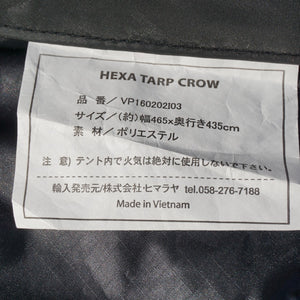 HEXA TARP CROW
品　番／VP160202I03
サイズ／(約)幅465×奥行き435cm
素　材／ポリエステル
注　意）テント内で火気は絶対に使用しないで下さい。
輸入発売元/株式会社・ヒマラヤ　tel.058-276-7188
Made in Vietnam